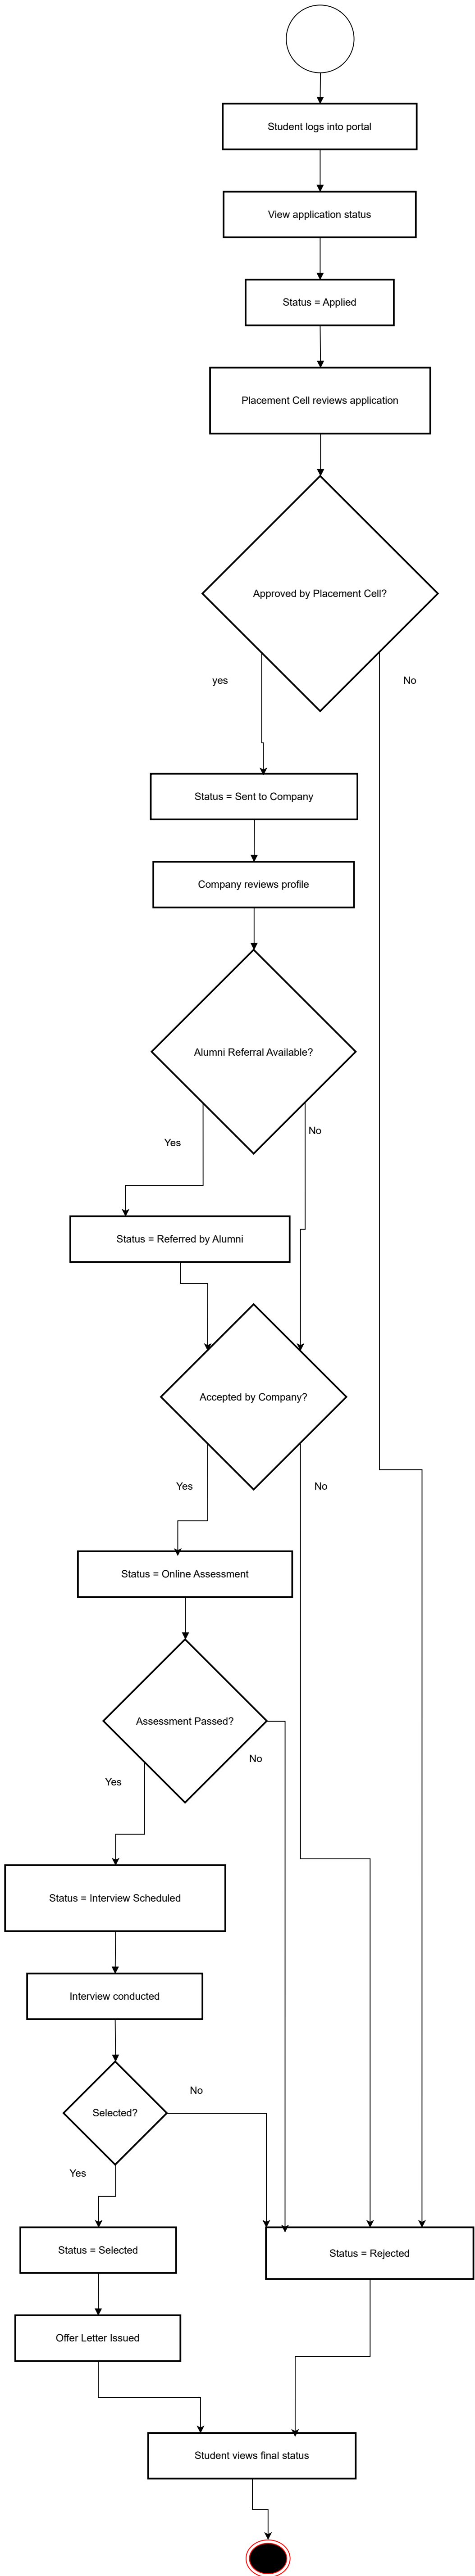 Student logs into portal
View application status
Status = Applied
Placement Cell reviews application
Approved by Placement Cell?
yes
No
Status = Sent to Company
Company reviews profile
Alumni Referral Available?
No
Yes
Status = Referred by Alumni
Accepted by Company?
Yes
No
Status = Online Assessment
Assessment Passed?
No
Yes
Status = Interview Scheduled
Interview conducted
No
Selected?
Yes
Status = Selected
Status = Rejected
Offer Letter Issued
Student views final status